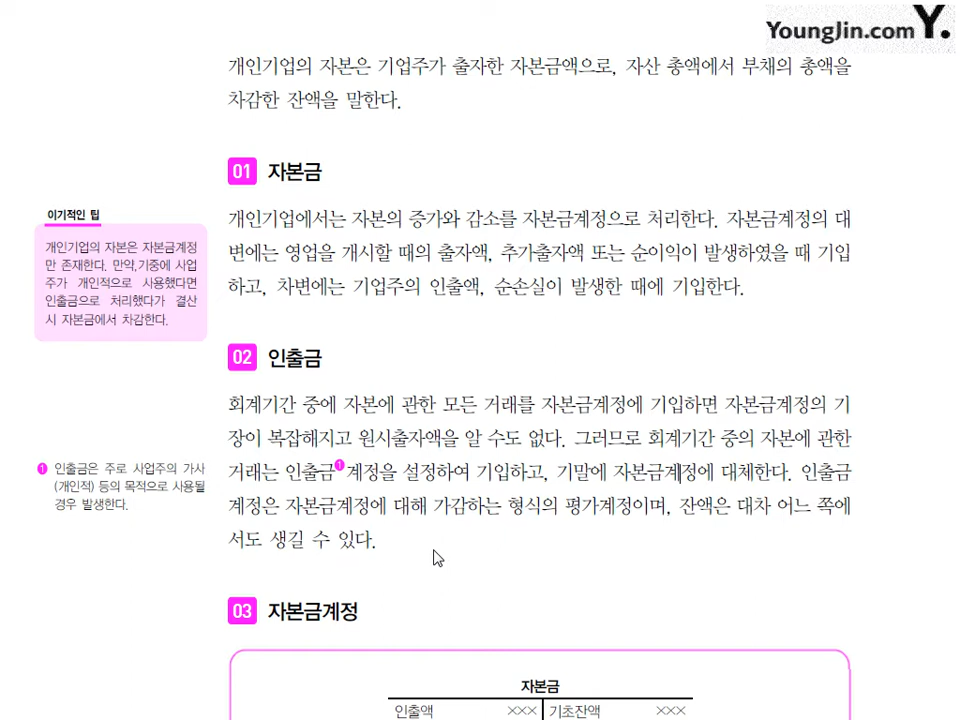 YoungJin.com Y.
개인기업의 자본은 기업주가 출자한 자본금액으로, 자산 총액에서 부채의 총액을
차감한 잔액을 말한다.
01 자본금
이기적인 팁
개인기업의 자본은 자본금계정
만 존재한다. 만약,기중에 사업
주가 개인적으로 사용했다면
인출금으로 처리했다가 결산
시 자본금에서 차감한다.
개인기업에서는 자본의 증가와 감소를 자본금계정으로 처리한다. 자본금계정의 대
변에는 영업을 개시할 때의 출자액, 추가출자액 또는 순이익이 발생하였을 때 기입
하고, 차변에는 기업주의 인출액, 순손실이 발생한 때에 기입한다.
02 인출금
회계기간 중에 자본에 관한 모든 거래를 자본금계정에 기입하면 자본금계정의 기
장이 복잡해지고 원시출자액을 알 수도 없다. 그러므로 회계기간 중의 자본에 관한
거래는 인출금❶계정을 설정하여 기입하고, 기말에 자본금계정에 대체한다. 인출금
계정은 자본금계정에 대해 가감하는 형식의 평가계정이며, 잔액은 대차 어느 쪽에
서도 생길 수 있다.
❶ 인출금은 주로 사업주의 가사
(개인적) 등의 목적으로 사용될
경우 발생한다.
03 자본금계정
자본금
인출액 ××× 기초잔액 ×××